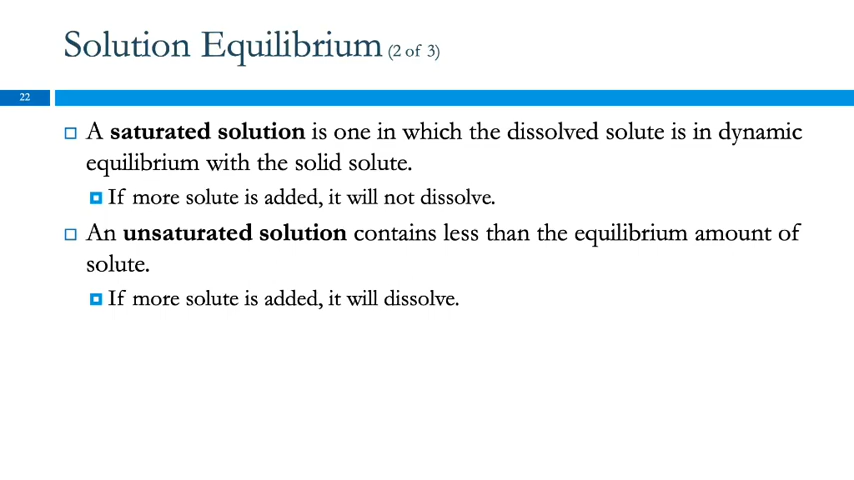 Solution Equilibrium (2 of 3)
22
A saturated solution is one in which the dissolved solute is in dynamic
equilibrium with the solid solute.
If more solute is added, it will not dissolve.
An unsaturated solution contains less than the equilibrium amount of
solute.
If more solute is added, it will dissolve.